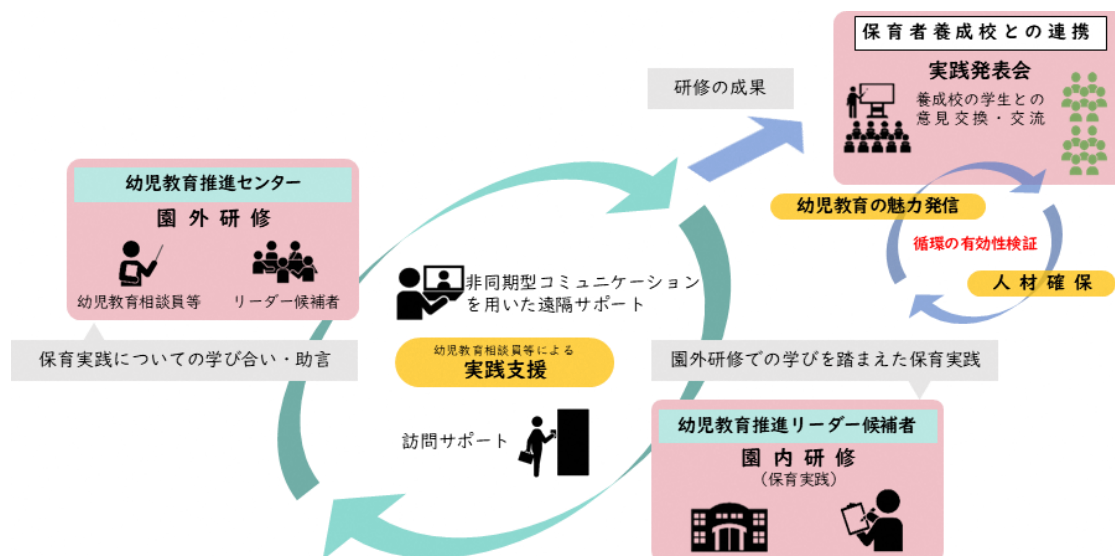 保育者養成校との連携
実践発表会
養成校の学生との
意見交換・交流
研修の成果
幼児教育推進センター
園外研修
幼児教育相談員等
リーダー候補者
保育実践についての学び合い・助言
幼児教育の魅力発信
循環の有効性検証
人材確保
非同期型コミュニケーション
を用いた遠隔サポート
幼児教育相談員等による
実践支援
訪問サポート
園外研修での学びを踏まえた保育実践
幼児教育推進リーダー候補者
園内研修
（保育実践）